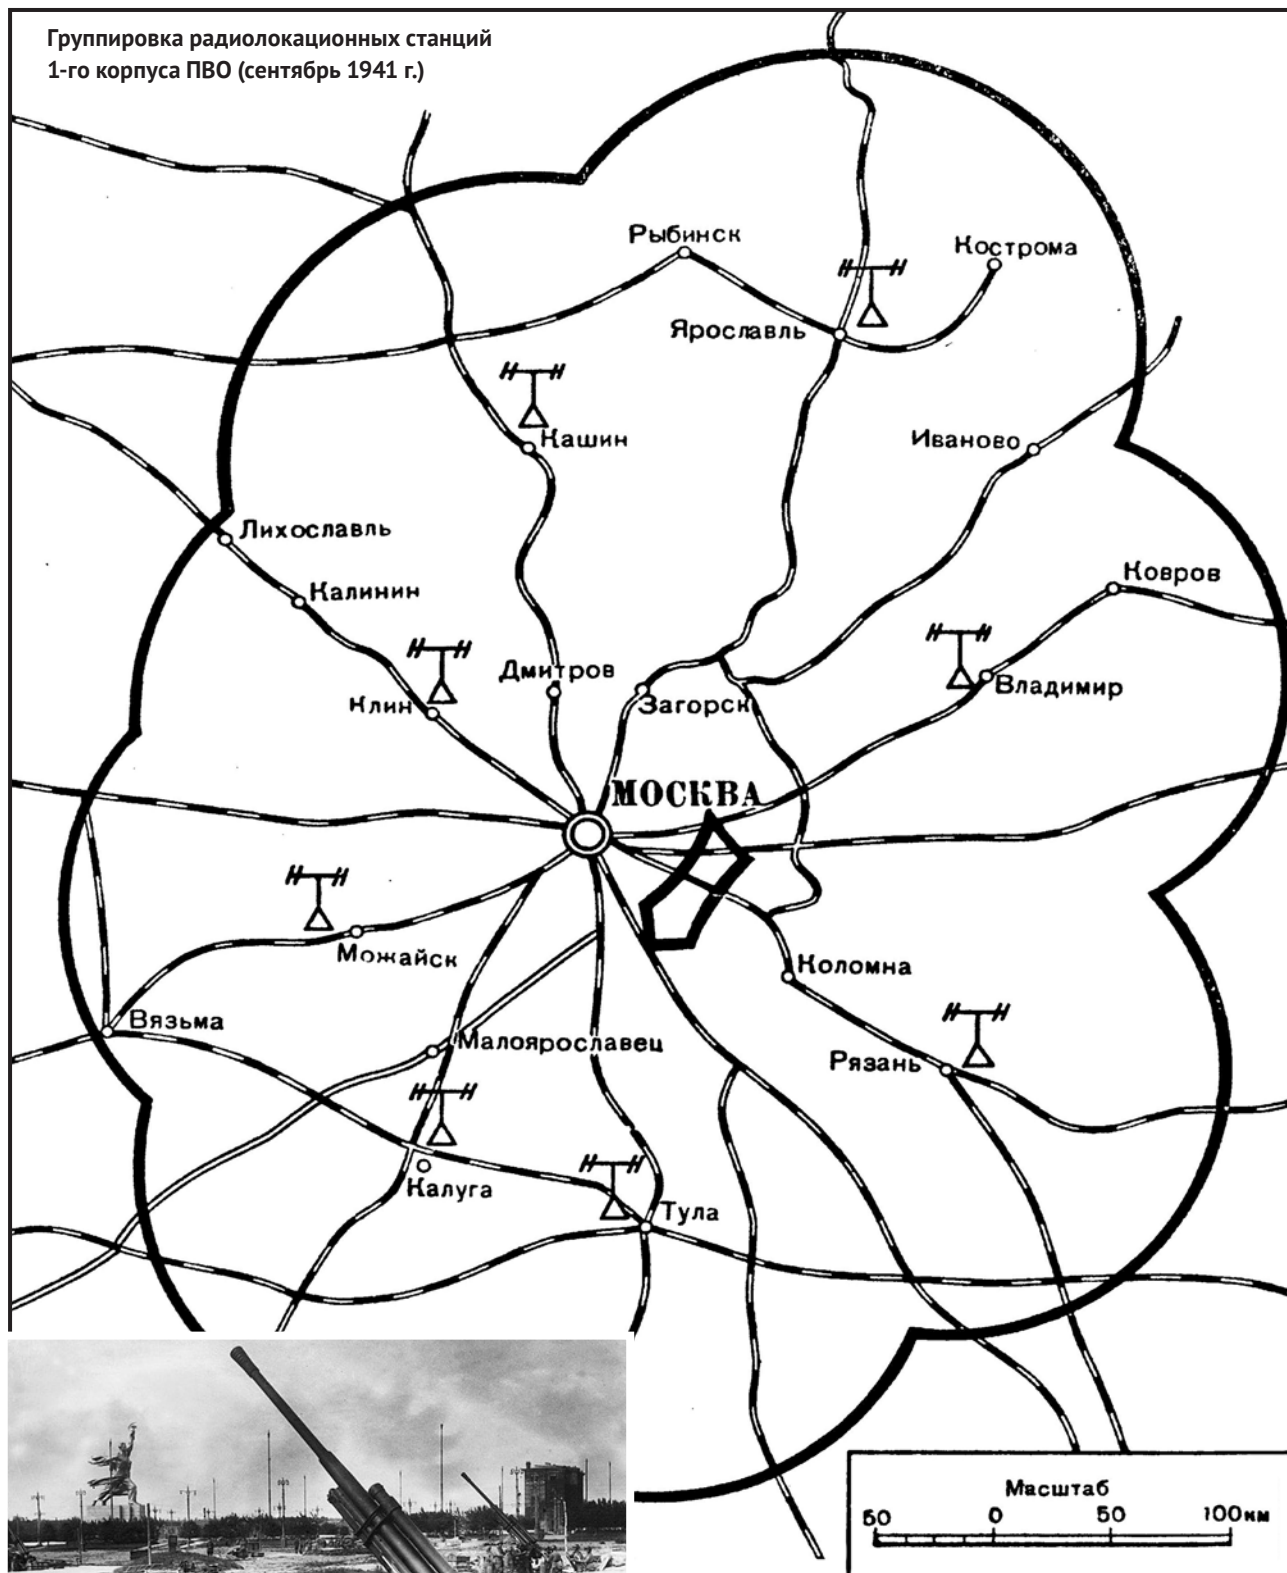 Группировка радиолокационных станций
1-го корпуса ПВО (сентябрь 1941 г.)
Рыбинск
Кострома
Ярославль
Кашин
Иваново
Лихославль
Калинин
Ковров
Дмитров
Клин
Загорск
Владимир
МОСКВА
Можайск
Коломна
Вязьма
Малоярославец
Рязань
Калуга
Тула
Масштаб
50 0 50 100км